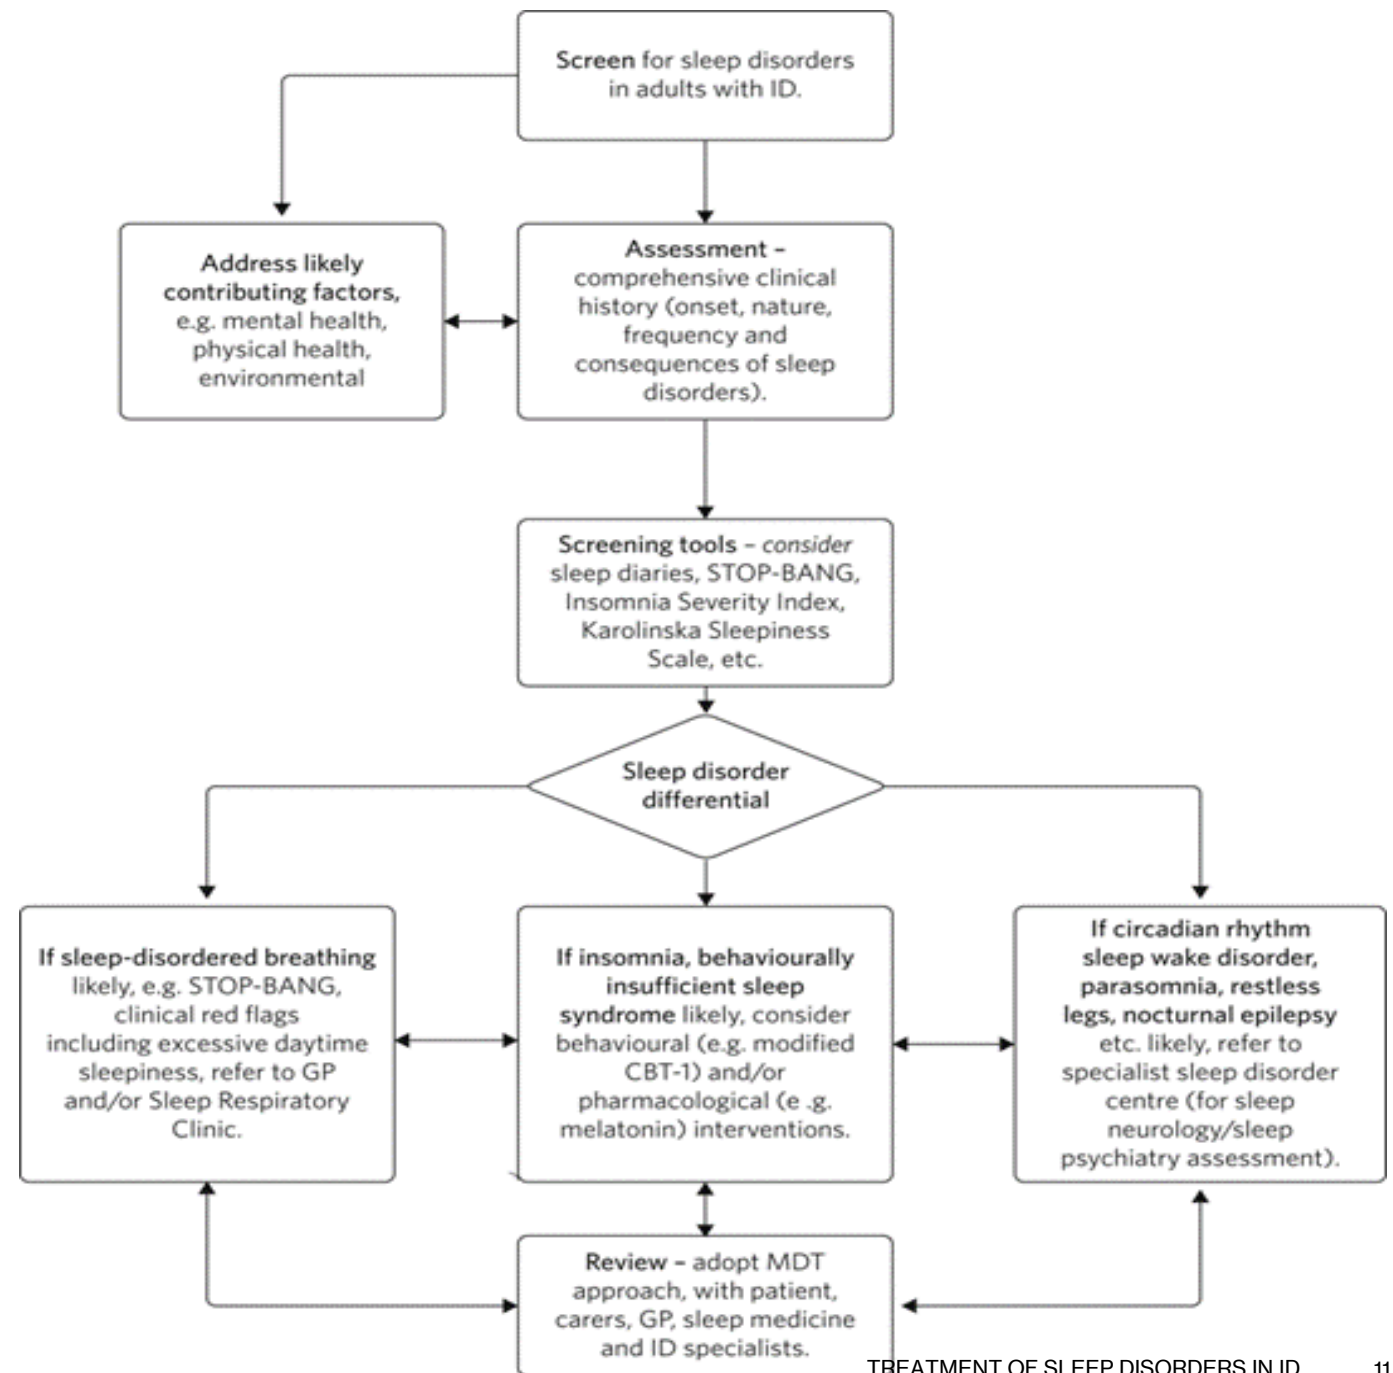 Screen for sleep disorders
in adults with ID.
Address likely
contributing factors,
e.g. mental health,
physical health,
environmental
Assessment –
comprehensive clinical
history (onset, nature,
frequency and
consequences of sleep
disorders).
Screening tools – consider
sleep diaries, STOP-BANG,
Insomnia Severity Index,
Karolinska Sleepiness
Scale, etc.
Sleep disorder
differential
If sleep-disordered breathing
likely, e.g. STOP-BANG,
clinical red flags
including excessive daytime
sleepiness, refer to GP
and/or Sleep Respiratory
Clinic.
If insomnia, behaviourally
insufficient sleep
syndrome likely, consider
behavioural (e.g. modified
CBT-1) and/or
pharmacological (e .g.
melatonin) interventions.
If circadian rhythm
sleep wake disorder,
parasomnia, restless
legs, nocturnal epilepsy
etc. likely, refer to
specialist sleep disorder
centre (for sleep
neurology/sleep
psychiatry assessment).
Review – adopt MDT
approach, with patient,
carers, GP, sleep medicine
and ID specialists.
TREATMENT OF SLEEP DISORDERS IN ID 11